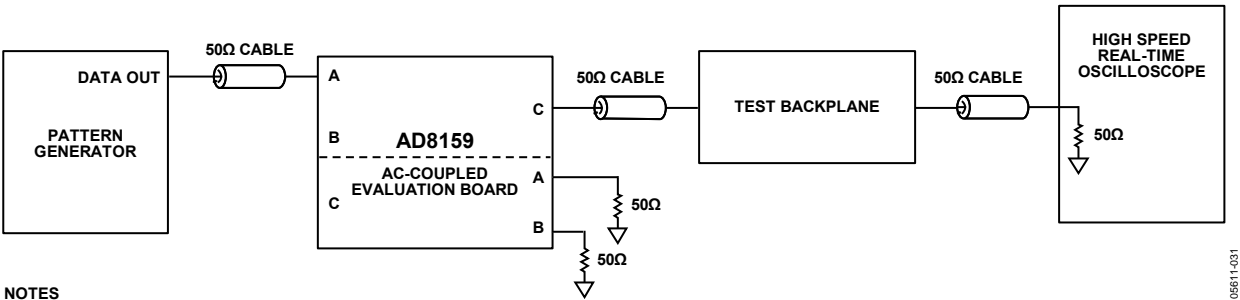 DATA OUT
PATTERN
GENERATOR
50Ω CABLE
A
B
C
AD8159
AC-COUPLED
EVALUATION BOARD
C
A
B
50Ω
50Ω
50Ω CABLE
TEST BACKPLANE
50Ω CABLE
HIGH SPEED
REAL-TIME
OSCILLOSCOPE
50Ω
NOTES
05611-031